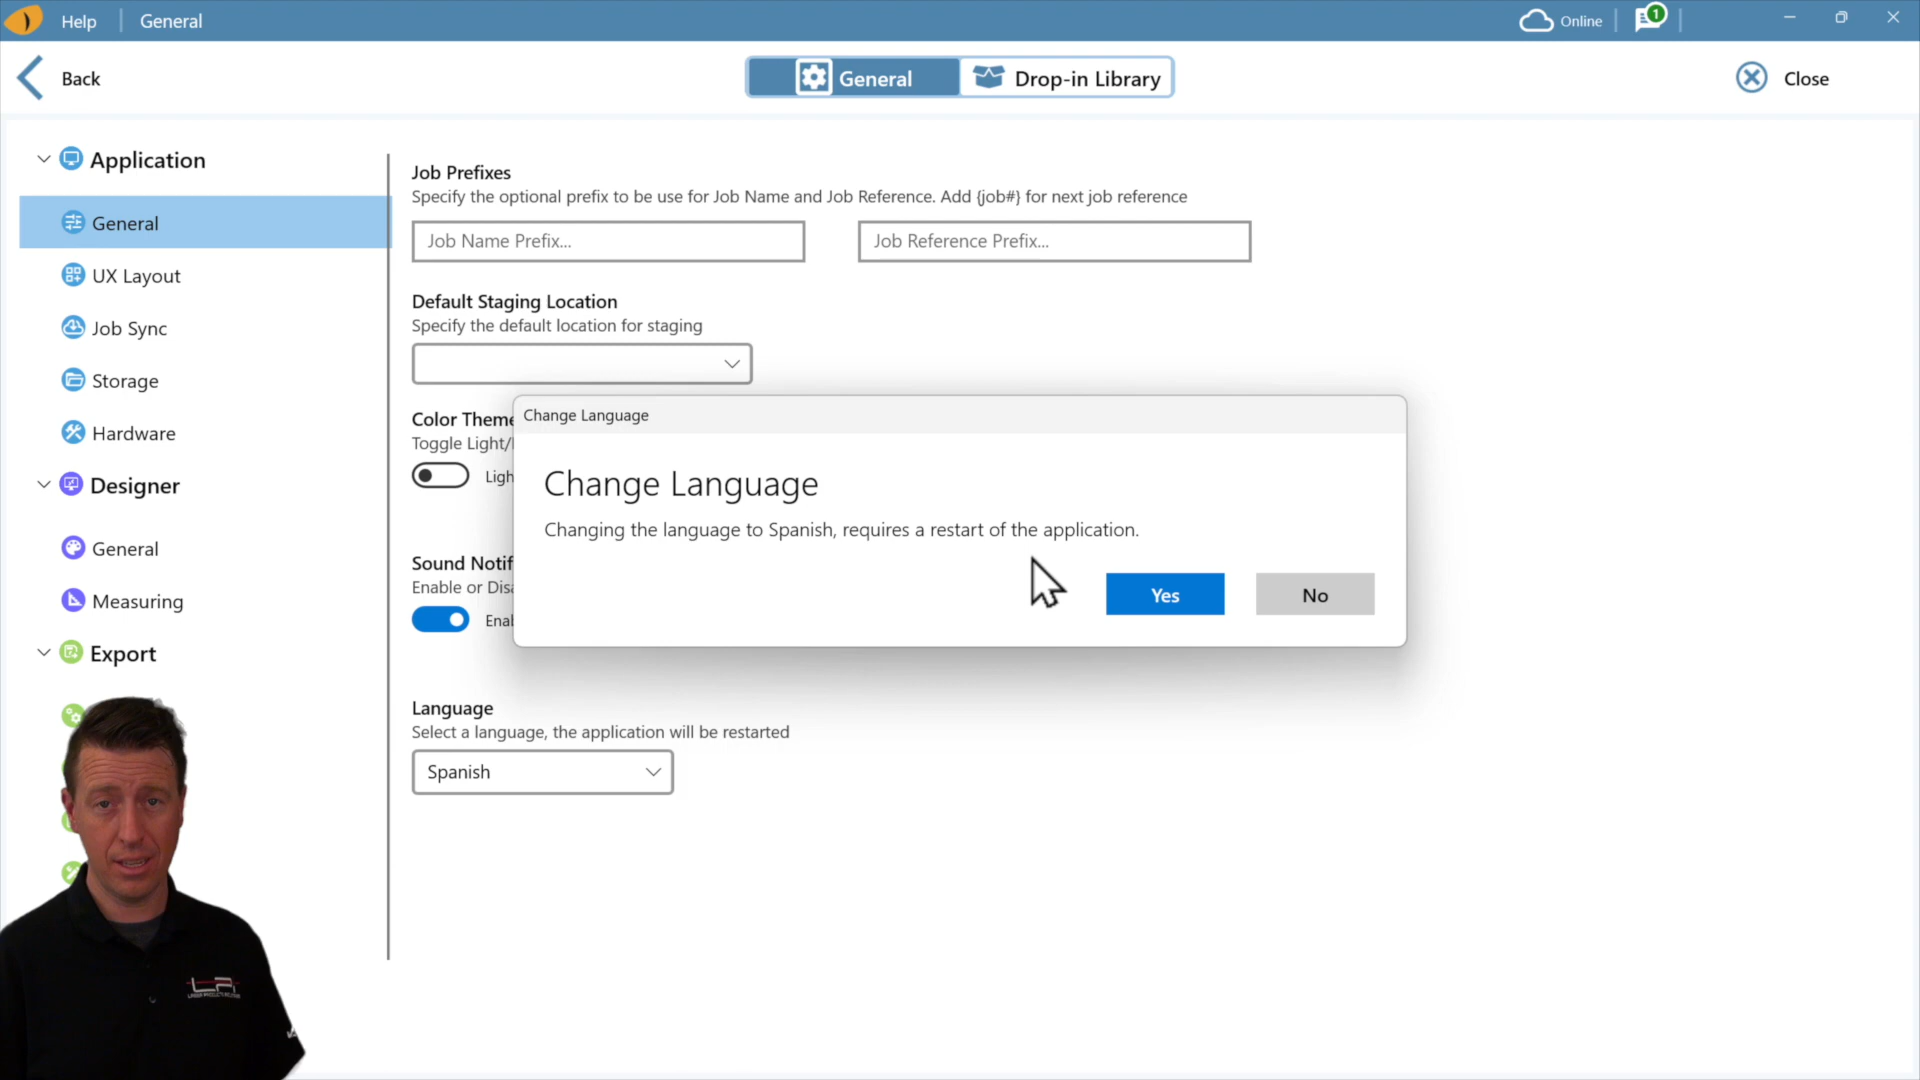 Help
General
Online
1
Back
General
Drop-in Library
Close
Application
General
UX Layout
Job Sync
Storage
Hardware
Designer
General
Measuring
Export
Job Prefixes
Specify the optional prefix to be use for Job Name and Job Reference. Add {job#} for next job reference
Job Name Prefix...
Job Reference Prefix...
Default Staging Location
Specify the default location for staging
Color Theme
Toggle Light/
Ligh
Sound Notif
Enable or Disa
Enab
Change Language
Change Language
Changing the language to Spanish, requires a restart of the application.
Yes
No
Language
Select a language, the application will be restarted
Spanish